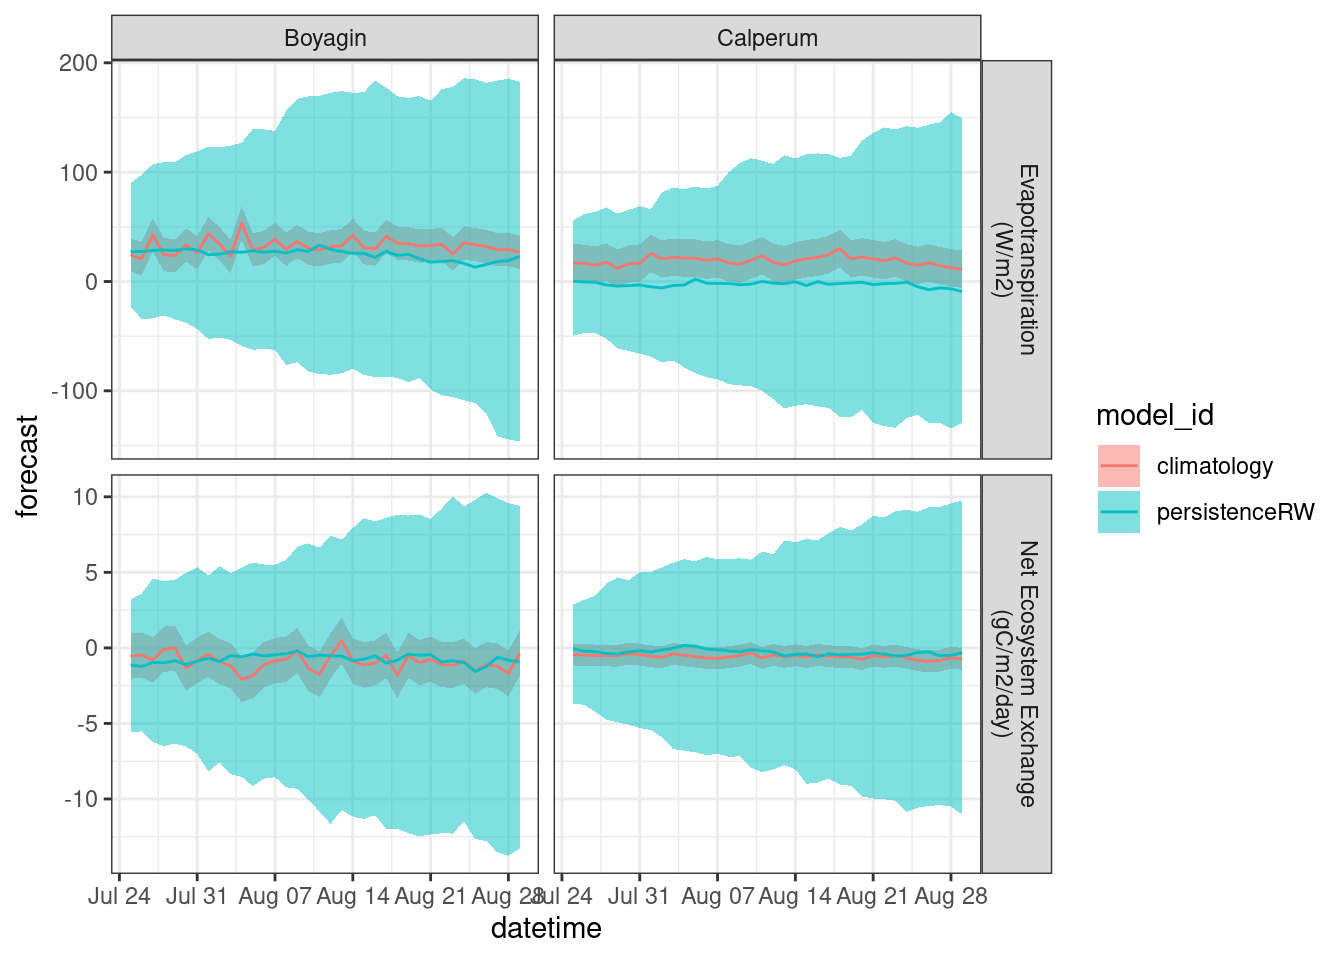 Boyagin
Calperum
200
100
0
-100
Evapotranspiration
(W/m2)
10
5
0
-5
-10
Net Ecosystem Exchange
(gC/m2/day)
Jul 24
Jul 31
Aug 07
Aug 14
Aug 21
Aug 28
Jul 24
Jul 31
Aug 07
Aug 14
Aug 21
Aug 28
datetime
forecast
model_id
climatology
persistenceRW